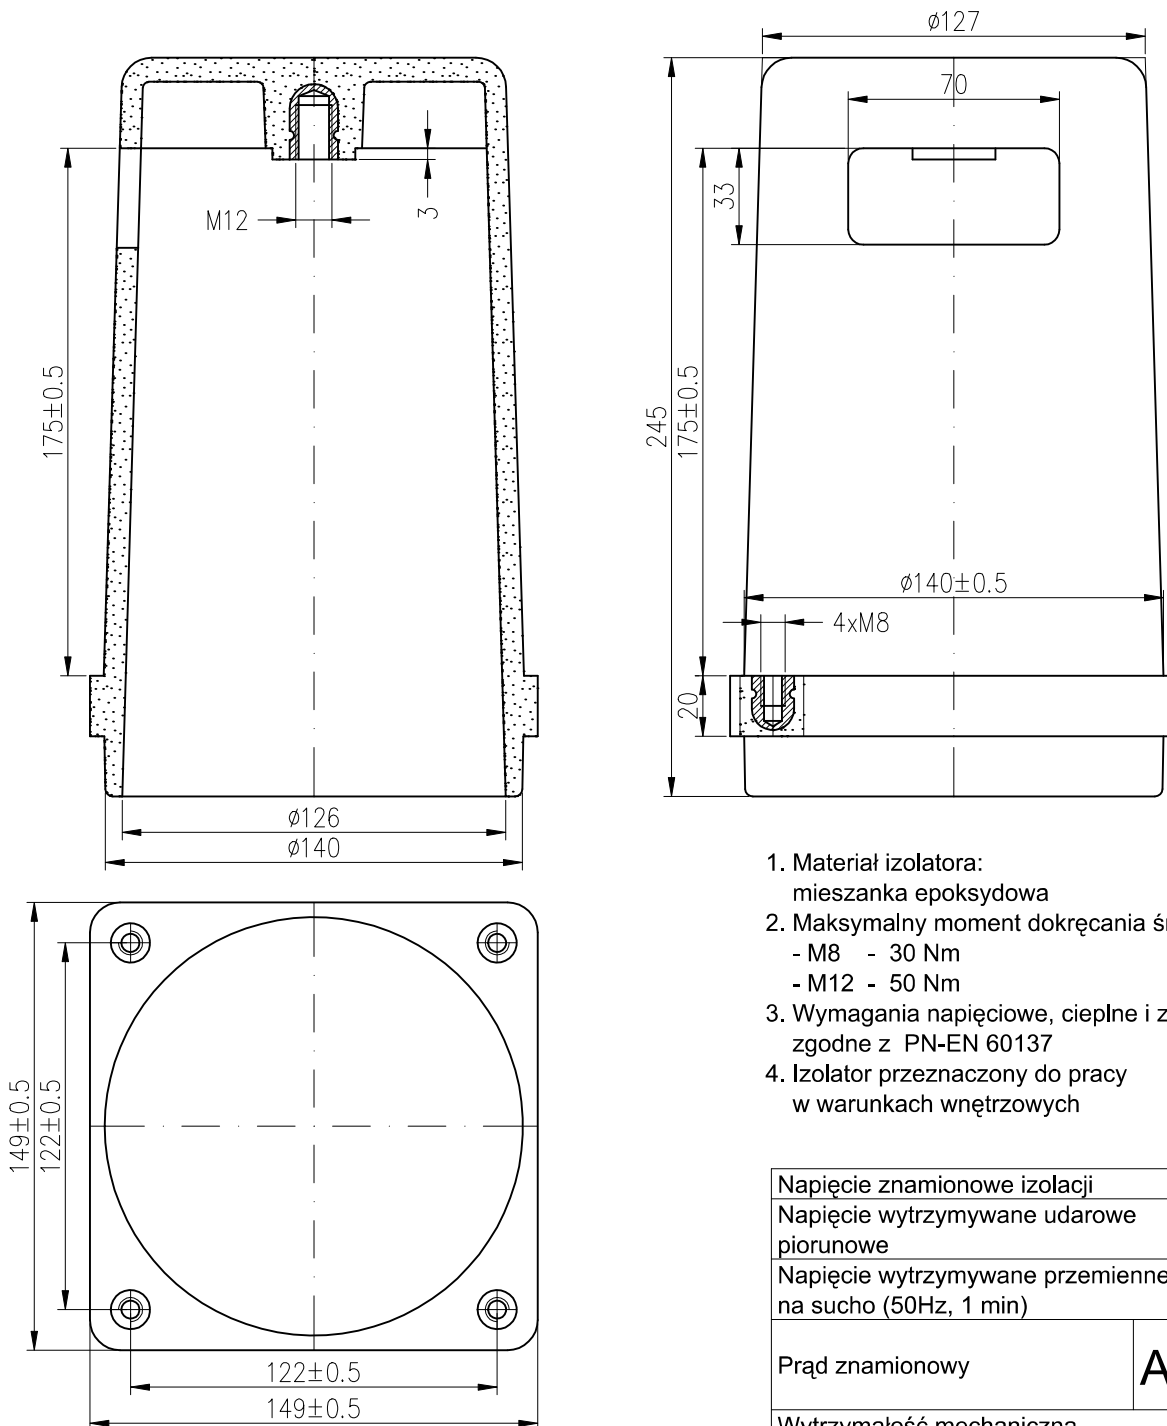 M12
3
175±0.5
ø126
ø140
ø127
70
33
245
175±0.5
ø140±0.5
4xM8
20
149±0.5
122±0.5
122±0.5
149±0.5
1. Materiał izolatora:
mieszanka epoksydowa
2. Maksymalny moment dokręcania
- M8 - 30 Nm
- M12 - 50 Nm
3. Wymagania napięciowe, cieplne i
zgodne z PN-EN 60137
4. Izolator przeznaczony do pracy
w warunkach wnętrzowych
Napięcie znamionowe izolacji
Napięcie wytrzymywane udarowe
piorunowe
Napięcie wytrzymywane przemienne
na sucho (50Hz, 1 min)
Prąd znamionowy A
Wytrzymałość mechaniczna